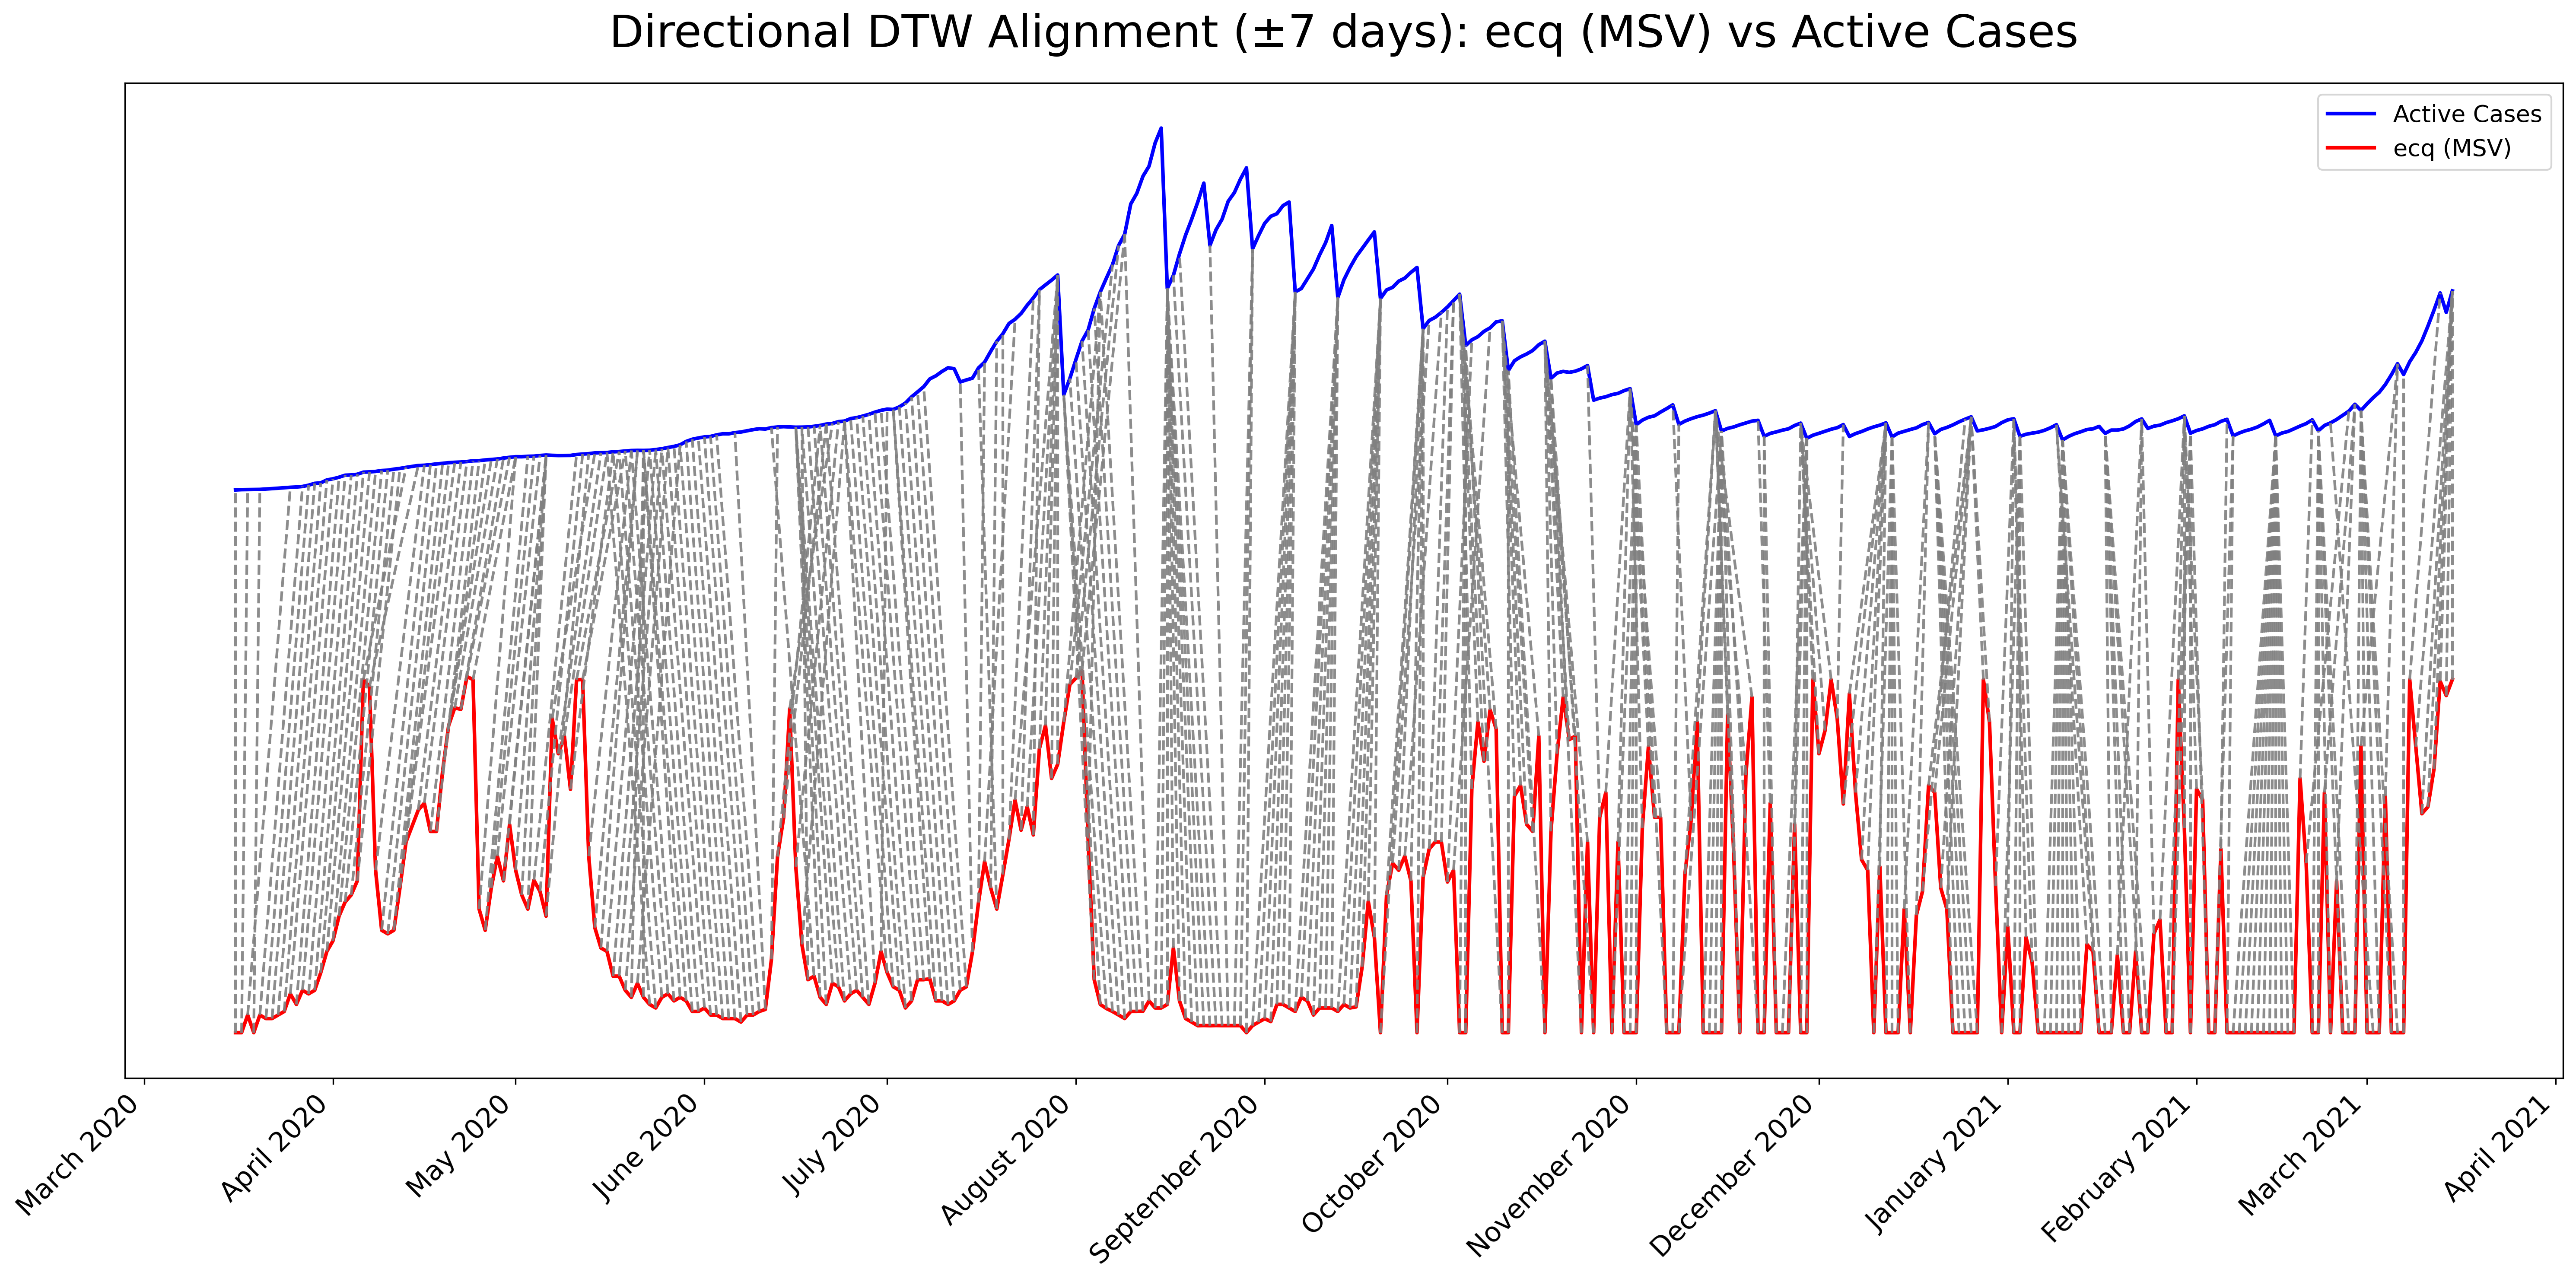 Directional DTW Alignment (±7 days): ecq (MSV) vs Active Cases
Active Cases
ecq (MSV)
March 2020
April 2020
May 2020
June 2020
July 2020
August 2020
September 2020
October 2020
November 2020
December 2020
January 2021
February 2021
March 2021
April 2021